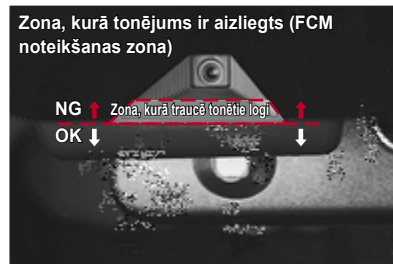 Zona, kurā tonējums ir aizliegts (FCM
noteikšanas zona)
NG
Zona, kurā traucē tonētie logi
OK